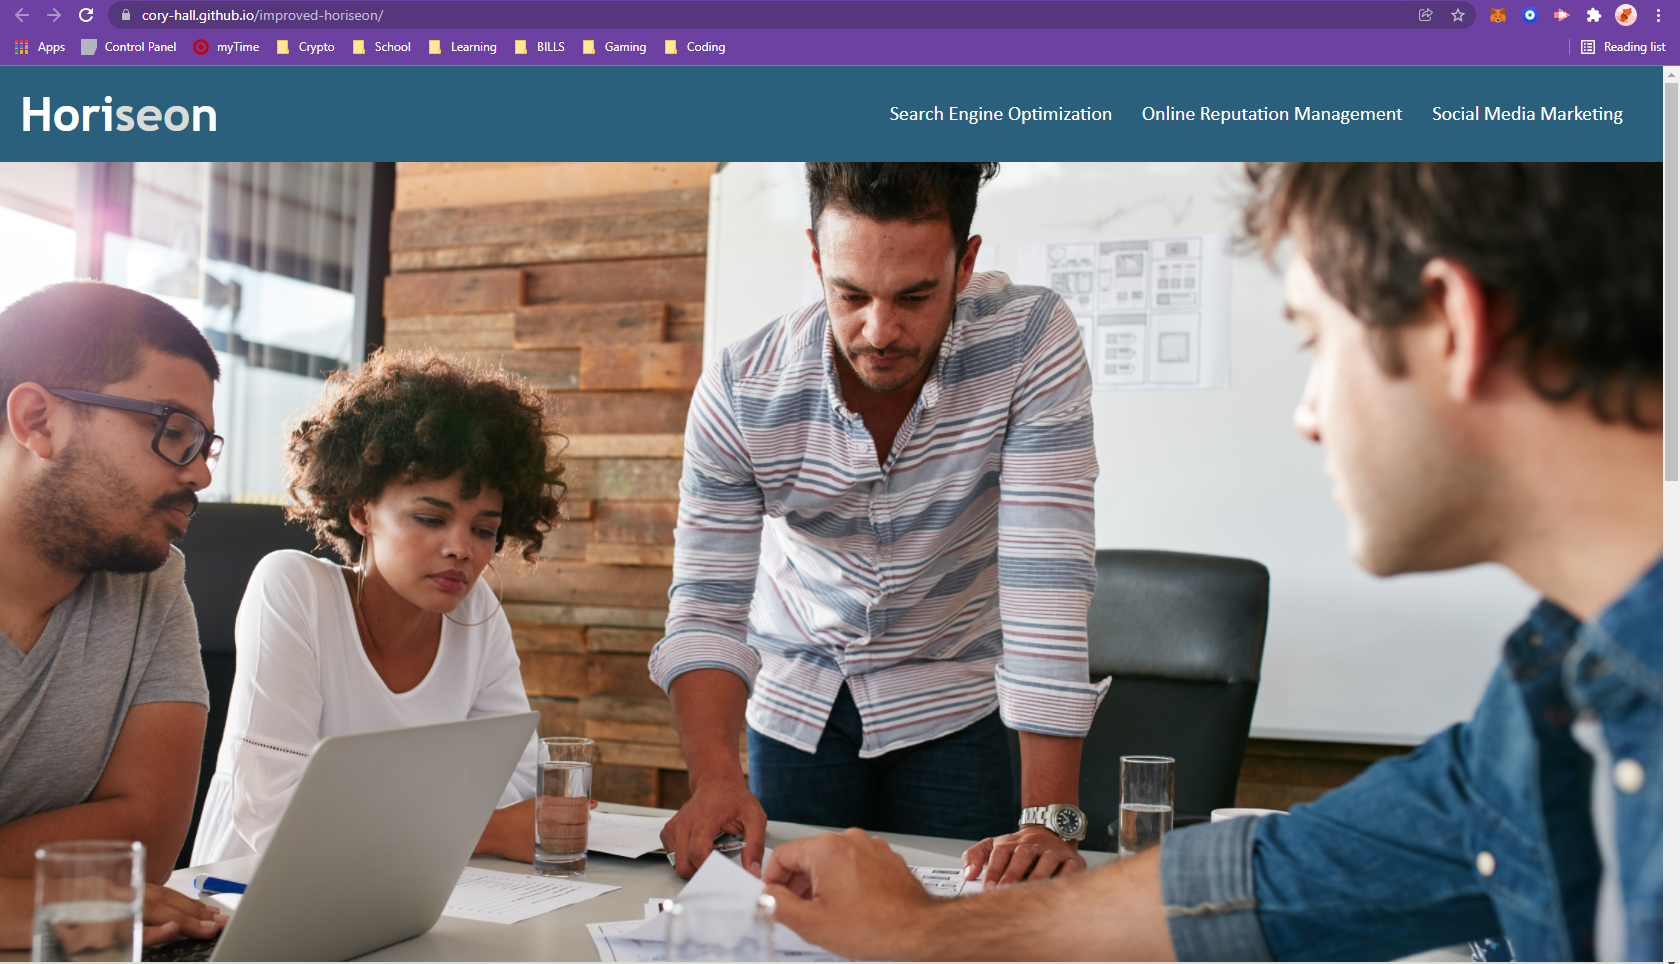 cory-hall.github.io/improved-horiseon/
Apps Control Panel myTime Crypto School Learning BILLS Gaming Coding Reading list
Horiseon Search Engine Optimization Online Reputation Management Social Media Marketing